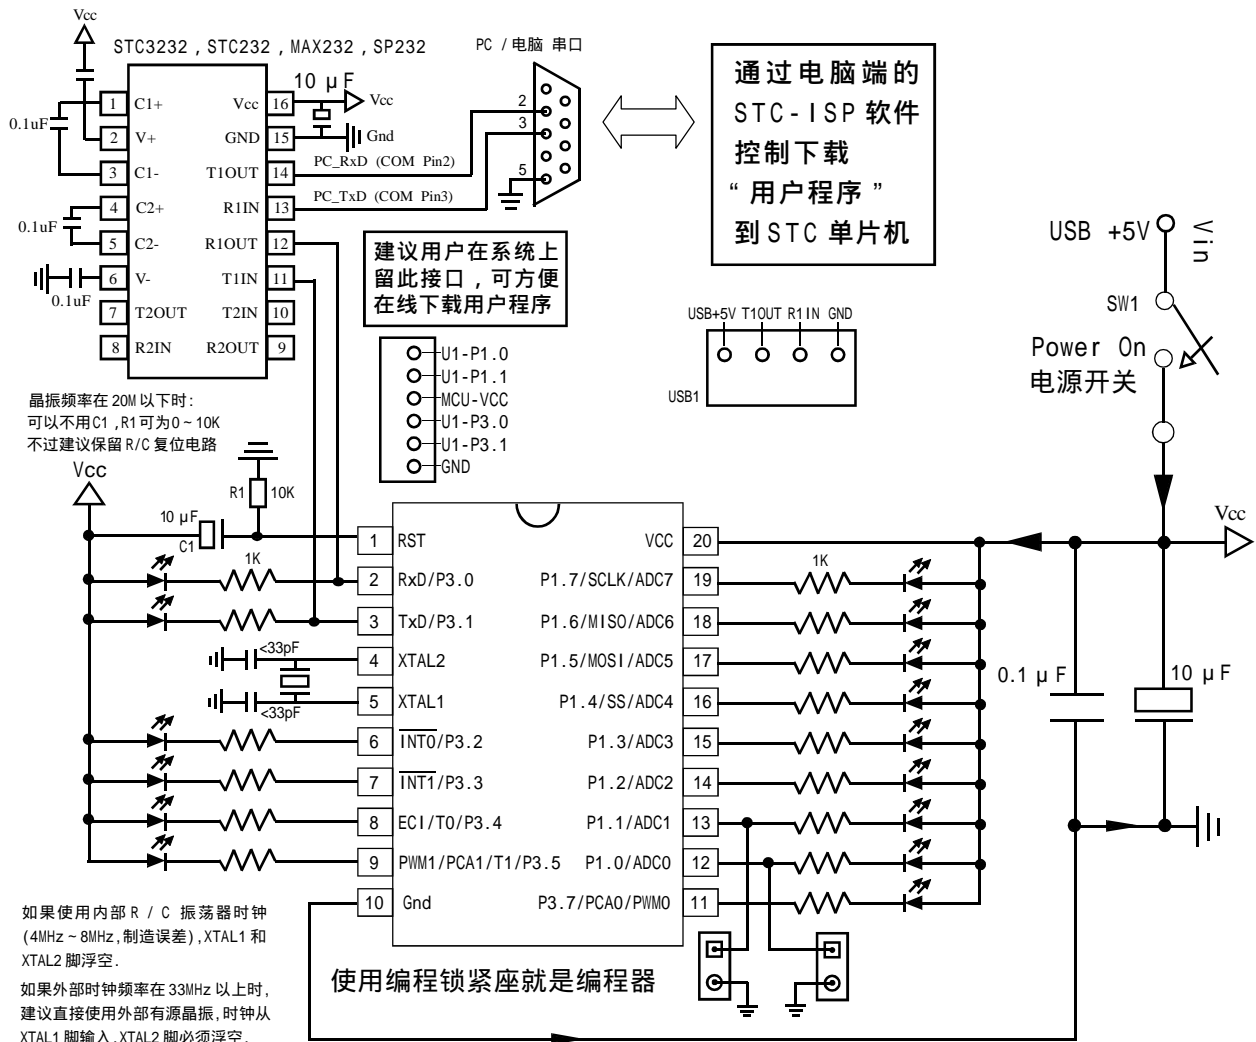 Vcc
STC3232 , STC232 , MAX232 , SP232
PC / 电脑 串口
10 μ F
1 C1+ Vcc 16 Vcc
0.1uF
2 V+ GND 15 Gnd
3 C1- T1OUT 14 PC_RxD (COM Pin2)
4 C2+ R1IN 13 PC_TxD (COM Pin3)
0.1uF
5 C2- R1OUT 12
6 V- T1IN 11
0.1uF
7 T2OUT T2IN 10
8 R2IN R2OUT 9
2
3
5
通过电脑端的
STC-ISP 软件
控制下载
“用户程序”
到STC 单片机
建议用户在系统上
留此接口，可方便
在线下载用户程序
U1-P1.0
U1-P1.1
MCU-VCC
U1-P3.0
U1-P3.1
GND
USB+5V T1OUT R1IN GND
USB1
USB +5V
Vin
SW1
Power On
电源开关
Vcc
晶振频率在 20M 以下时：
可以不用C1 ,R1可为0～10K
不过建议保留 R/C 复位电路
Vcc
R1 10K
10 μF
C1
1K
<33pF
<33pF
1 RST VCC 20
2 RxD/P3.0 P1.7/SCLK/ADC7 19
3 TxD/P3.1 P1.6/MISO/ADC6 18
4 XTAL2 P1.5/MOSI/ADC5 17
5 XTAL1 P1.4/SS/ADC4 16
6 INT0/P3.2 P1.3/ADC3 15
7 INT1/P3.3 P1.2/ADC2 14
8 ECI/T0/P3.4 P1.1/ADC1 13
9 PWM1/PCA1/T1/P3.5 P1.0/ADC0 12
10 Gnd P3.7/PCA0/PWM0 11
1K
0.1 μ F
10 μ F
使用编程锁紧座就是编程器
如果使用内部 R / C 振荡器时钟
(4MHz～8MHz,制造误差),XTAL1 和
XTAL2 脚浮空.
如果外部时钟频率在 33MHz 以上时,
建议直接使用外部有源晶振,时钟从
XTAL1 脚输入,XTAL2 脚必须浮空.